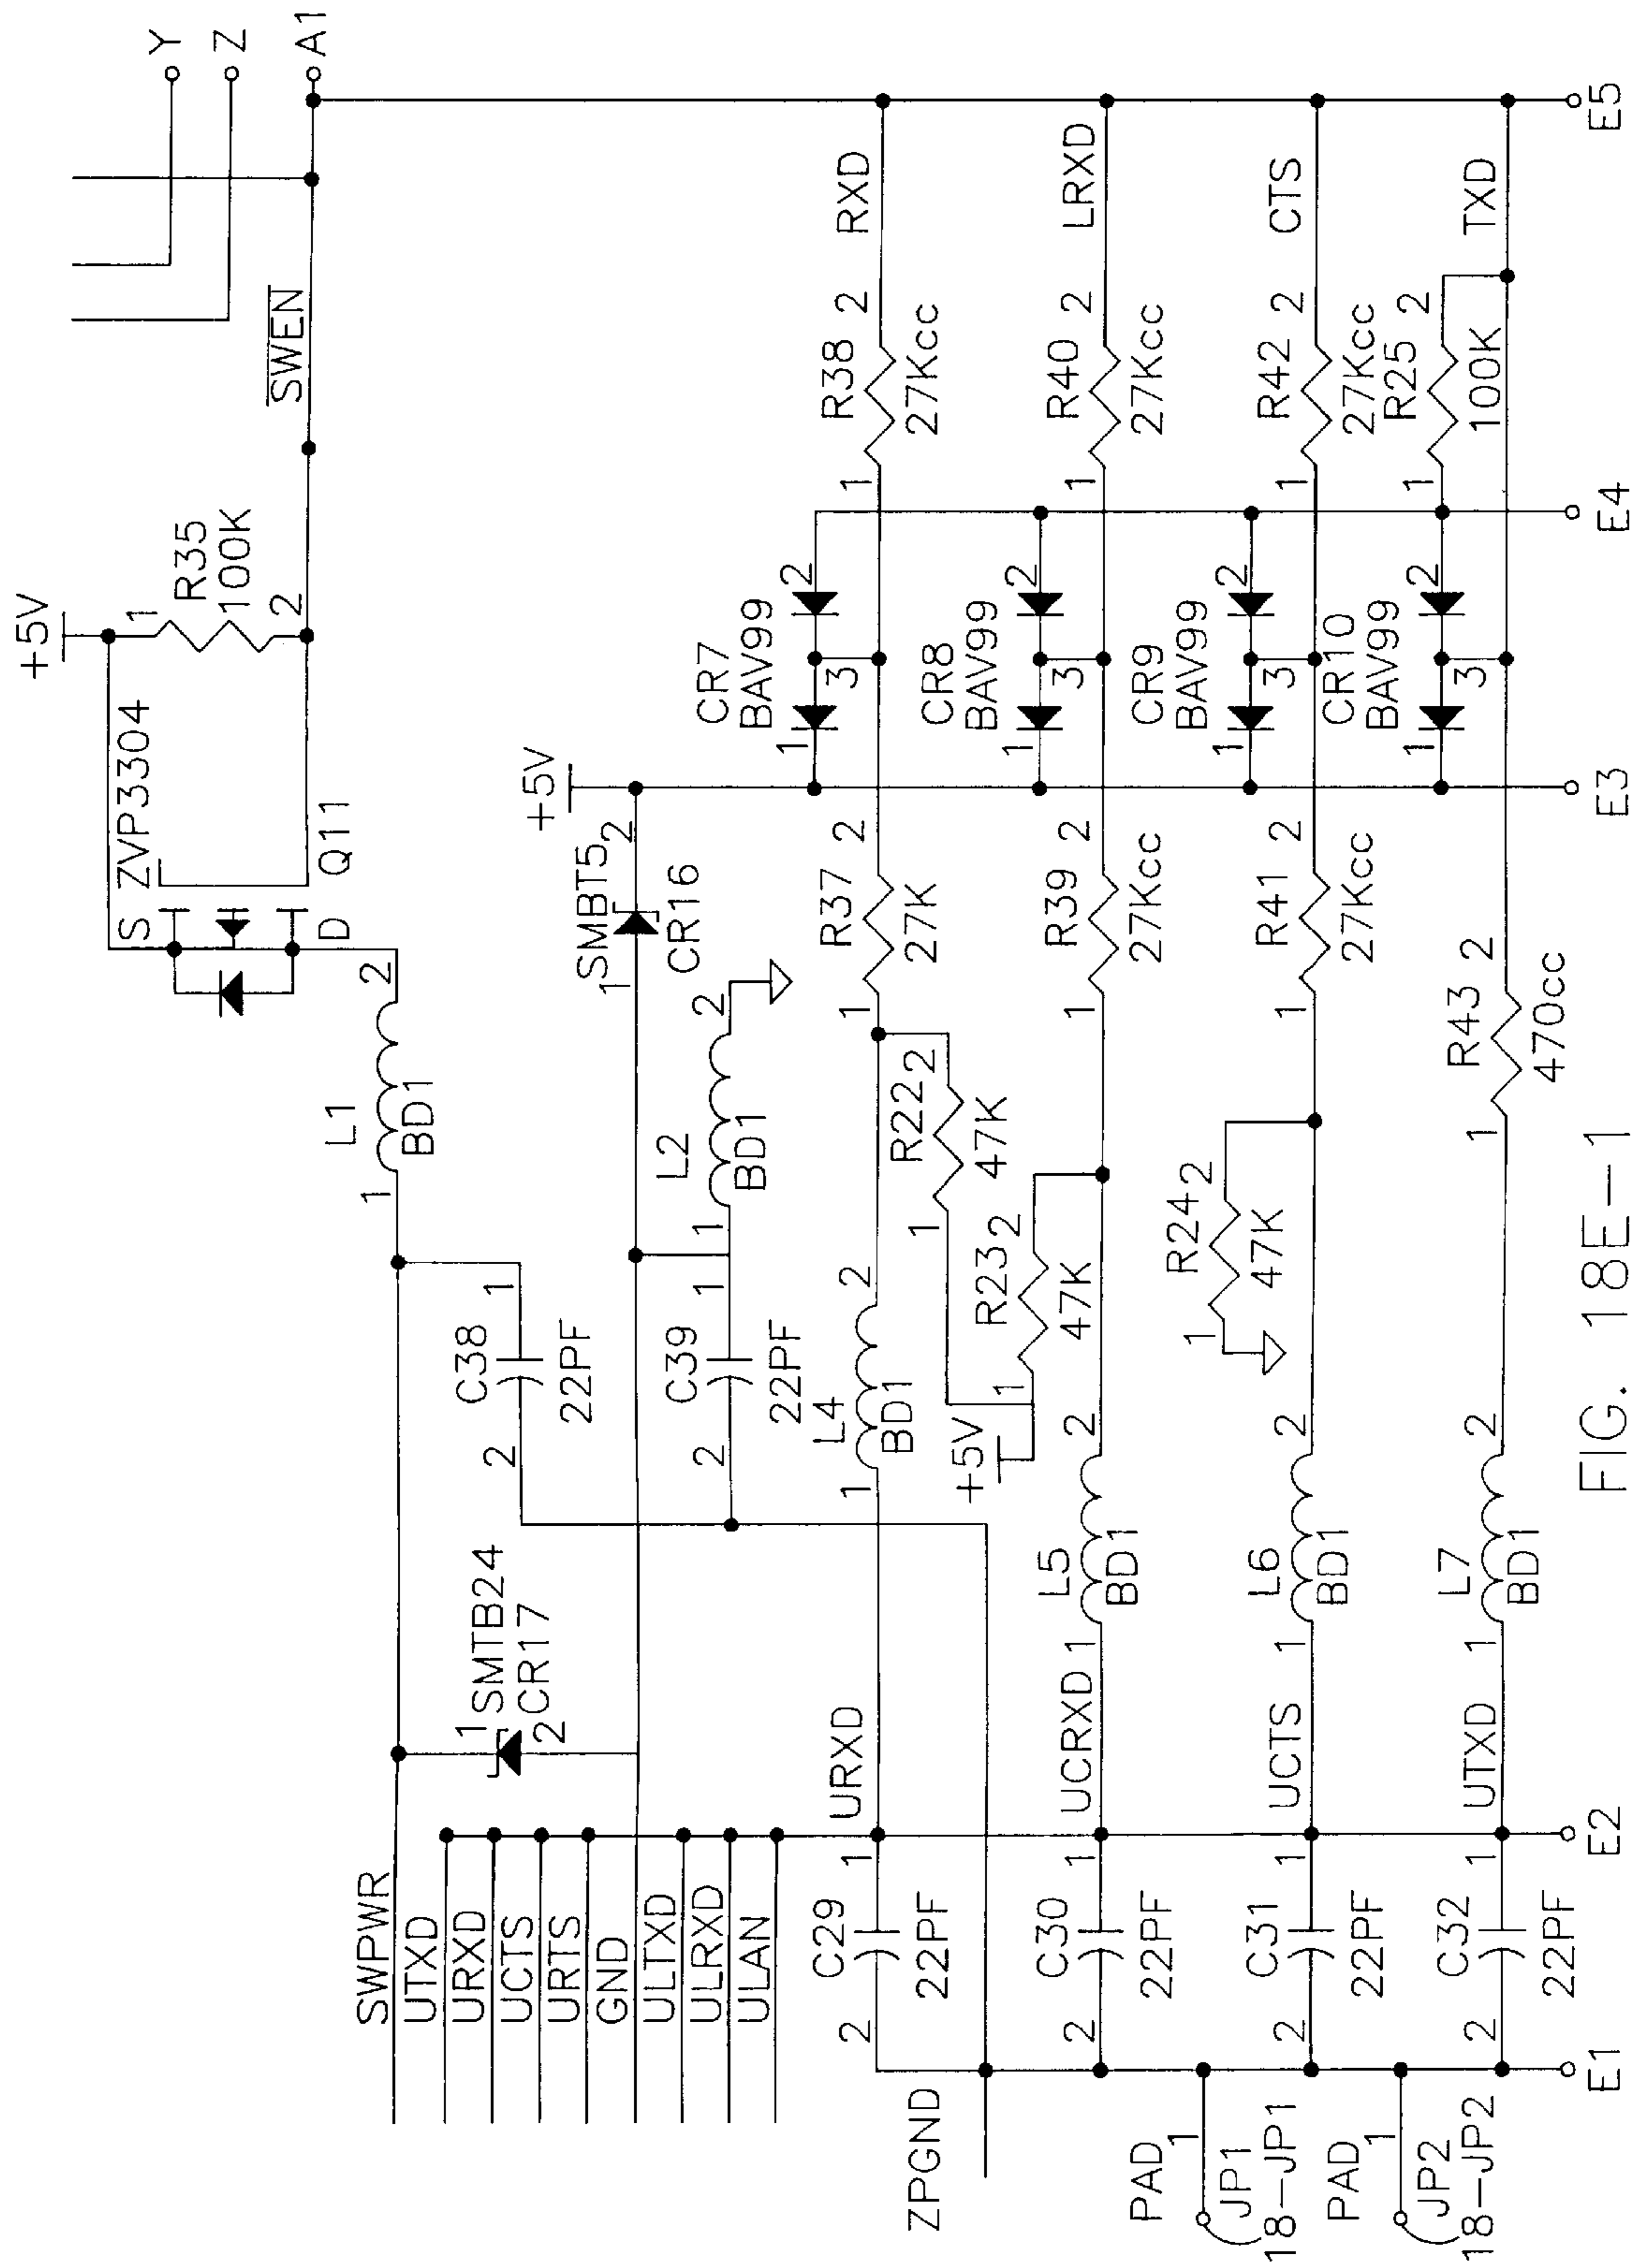 +5V
1
R35
100K
2
S ZVP3304
D
Q11
SWEN
Y
Z
A1
L1
BD1
1
2
SWPWR
UTXD
URXD
UCTS
URTS
GND
ULTXD
ULRXD
ULAN
1
SMTB24
CR17
2
C38
22PF
2
1
C39
22PF
2
1
L2
BD1
1
2
SMBT5
1
2
CR16
+5V
CR7
BAV99
1
2
3
CR8
BAV99
1
2
3
CR9
BAV99
1
2
3
CR10
BAV99
1
2
3
URXD
C29
22PF
2
1
L4
BD1
1
2
R37
27K
1
2
R38
27Kcc
1
2
RXD
R22
47K
1
2
+5V
R23
47K
1
2
ZPGND
UCRXD
C30
22PF
2
1
L5
BD1
1
2
R39
27Kcc
1
2
R40
27Kcc
1
2
LRXD
PAD
1
JP1
18-JP1
UCTS
C31
22PF
2
1
L6
BD1
1
2
R24
47K
1
2
R41
27Kcc
1
2
R42
27Kcc
1
2
CTS
R25
100K
1
2
PAD
1
JP2
18-JP2
UTXD
C32
22PF
2
1
L7
BD1
1
2
R43
470cc
1
2
TXD
E1
E2
E3
E4
E5
FIG. 18E-1